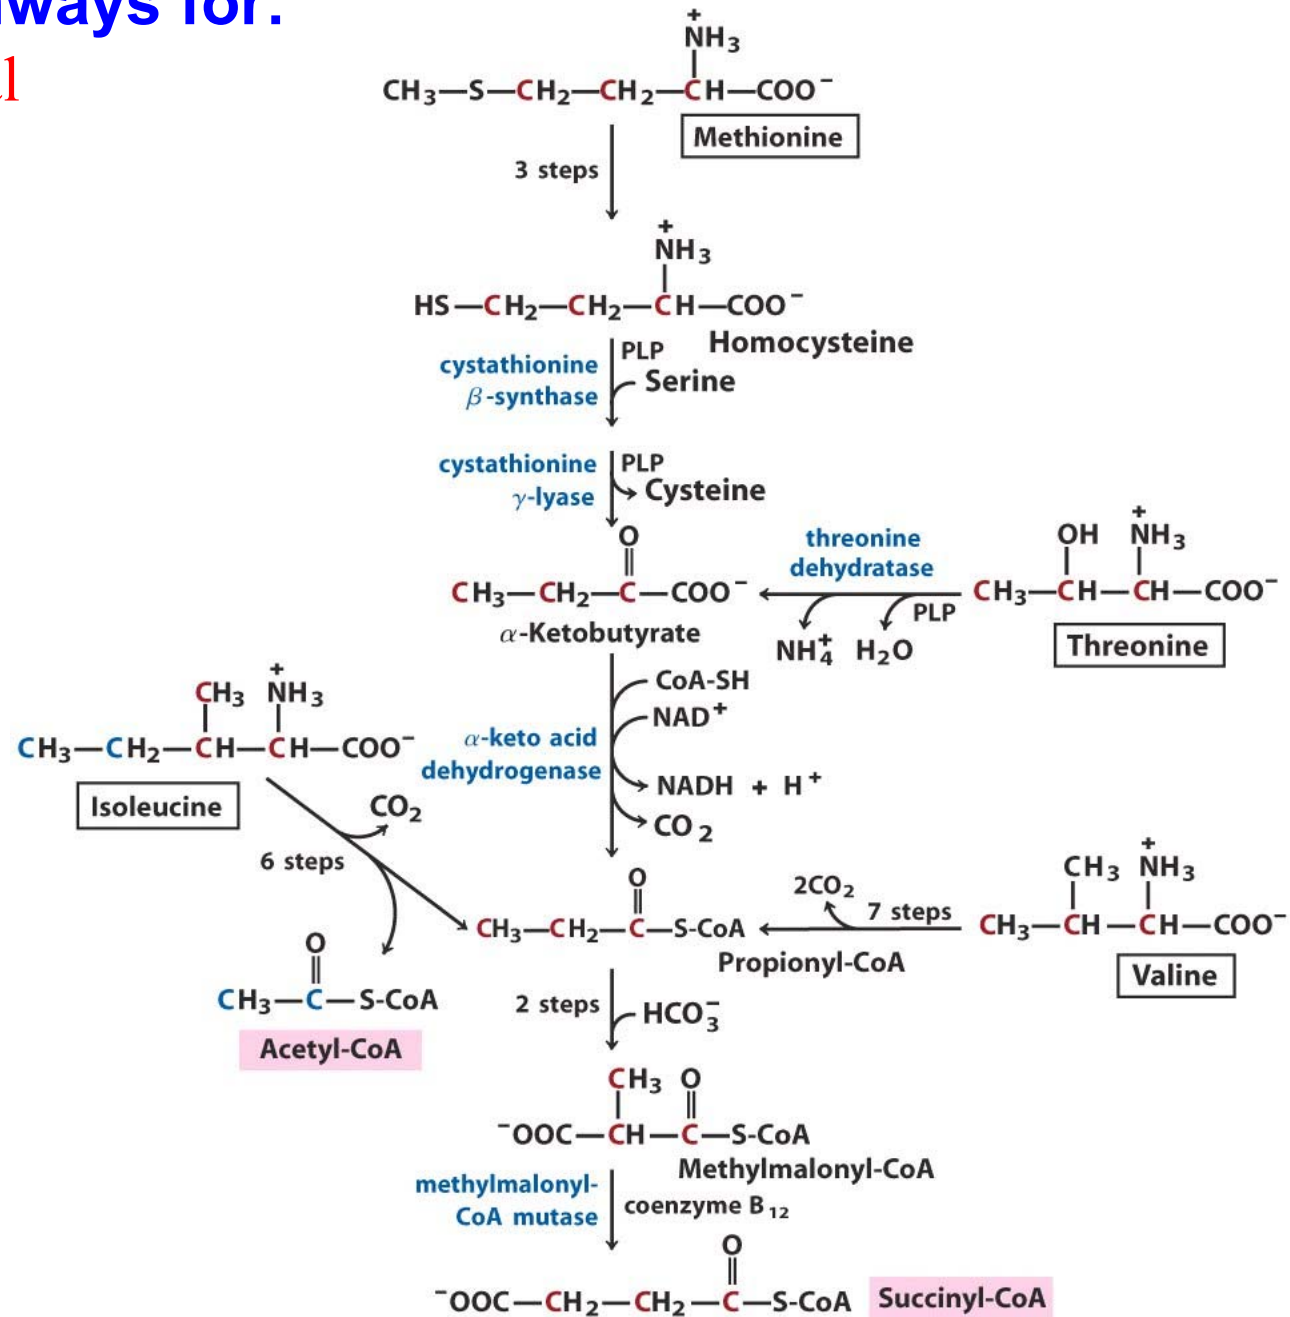 ways for:
NH3+
CH3—S—CH2—CH2—CH—COO−
Methionine
3 steps
NH3+
HS—CH2—CH2—CH—COO−
Homocysteine
PLP
cystathionine
β-synthase
Serine
cystathionine
γ-lyase
PLP
Cysteine
O
CH3—CH2—C—COO−
α-Ketobutyrate
threonine
dehydratase
PLP
NH4+ H2O
OH NH3+
CH3—CH—CH—COO−
Threonine
CoA-SH
NAD+
α-keto acid
dehydrogenase
NADH + H+
CO2
CH3 NH3+
CH3—CH2—CH—CH—COO−
Isoleucine
CO2
6 steps
O
CH3—C—S-CoA
Acetyl-CoA
O
CH3—CH2—C—S-CoA
Propionyl-CoA
2CO2
7 steps
CH3 NH3+
CH3—CH—CH—COO−
Valine
2 steps
HCO3−
CH3 O
−OOC—CH—C—S-CoA
Methylmalonyl-CoA
methylmalonyl-
CoA mutase
coenzyme B12
O
−OOC—CH2—CH2—C—S-CoA
Succinyl-CoA